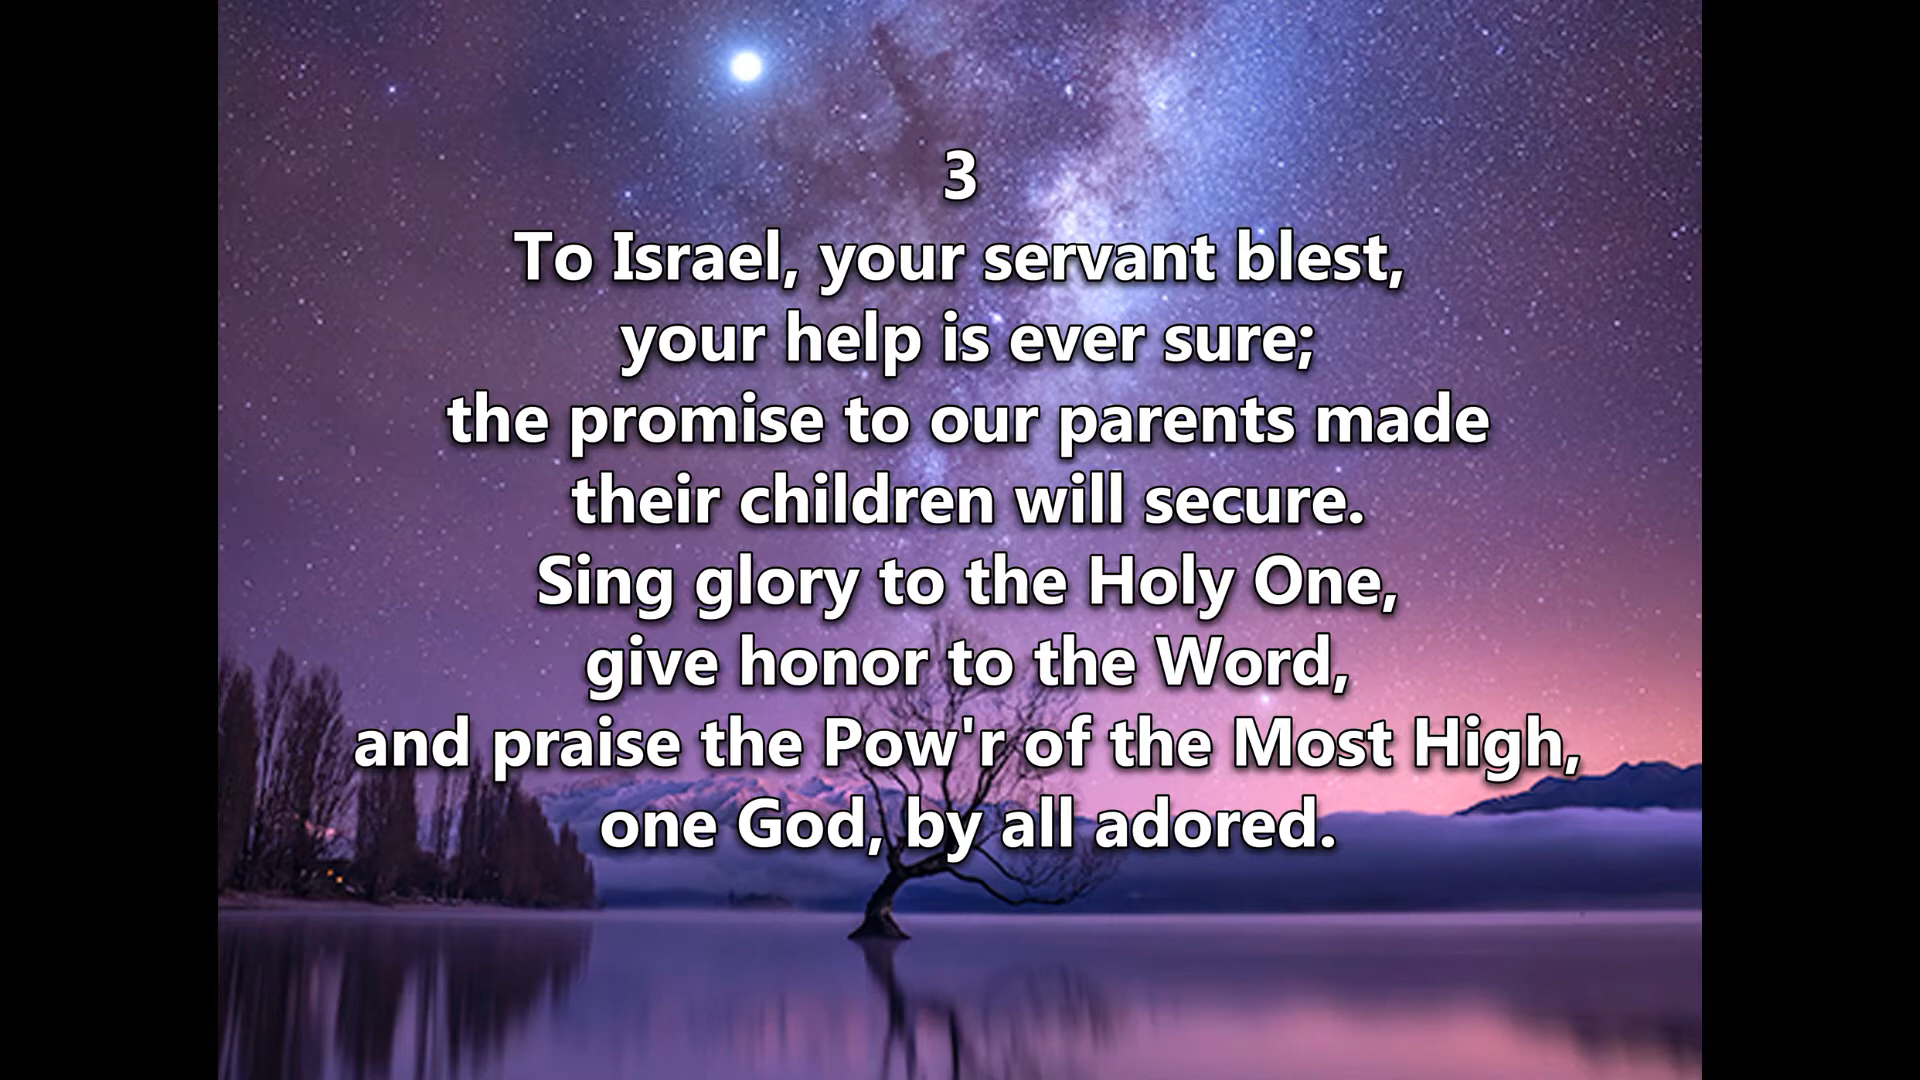 3
To Israel, your servant blest,
your help is ever sure;
the promise to our parents made
their children will secure.
Sing glory to the Holy One,
give honor to the Word,
and praise the Pow'r of the Most High,
one God, by all adored.